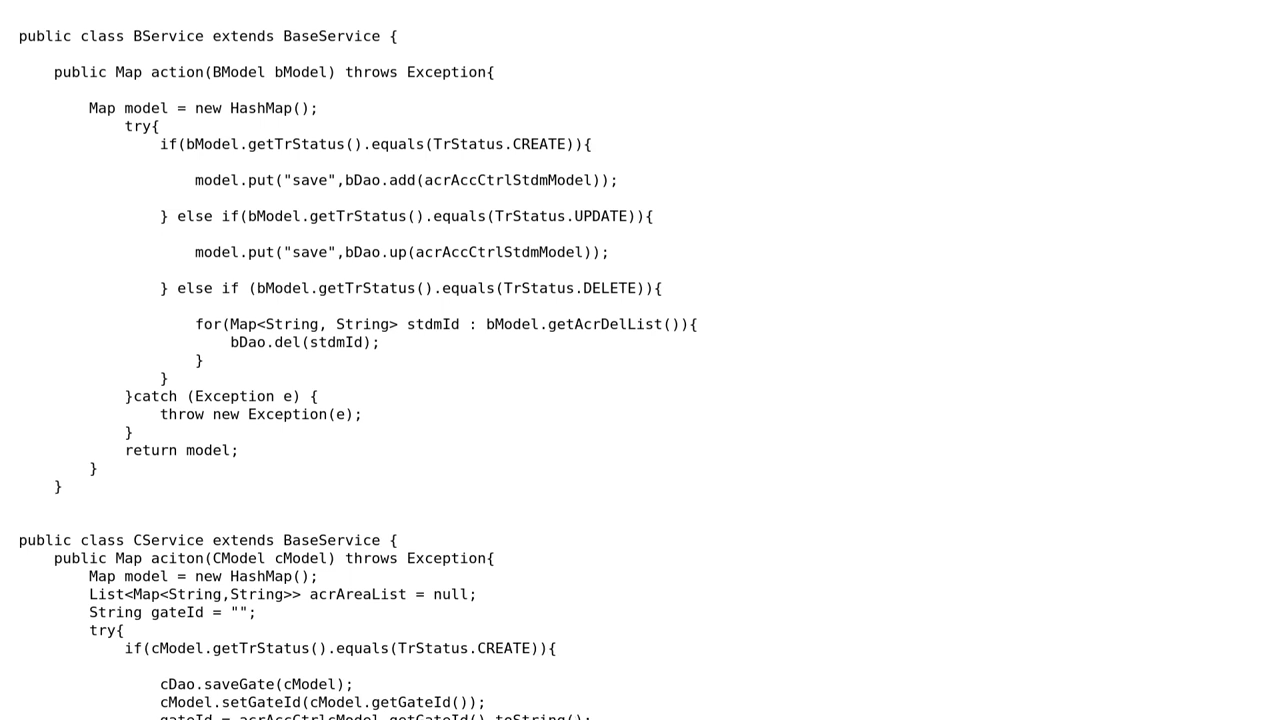 public class BService extends BaseService {
public Map action(BModel bModel) throws Exception{
Map model = new HashMap();
try{
if(bModel.getTrStatus().equals(TrStatus.CREATE)){
model.put("save",bDao.add(acrAccCtrlStdmModel));
} else if(bModel.getTrStatus().equals(TrStatus.UPDATE)){
model.put("save",bDao.up(acrAccCtrlStdmModel));
} else if (bModel.getTrStatus().equals(TrStatus.DELETE)){
for(Map<String, String> stdmId : bModel.getAcrDelList()){
bDao.del(stdmId);
}
}
}catch (Exception e) {
throw new Exception(e);
}
return model;
}
}
public class CService extends BaseService {
public Map aciton(CModel cModel) throws Exception{
Map model = new HashMap();
List<Map<String,String>> acrAreaList = null;
String gateId = "";
try{
if(cModel.getTrStatus().equals(TrStatus.CREATE)){
cDao.saveGate(cModel);
cModel.setGateId(cModel.getGateId());
gateId = acrAccCtrlcModel.getGateId().toString();